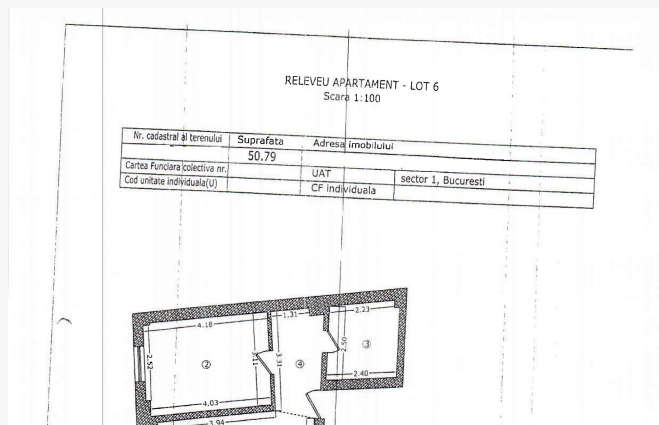 RELEVEU APARTAMENT - LOT 6
Scara 1:100
Nr. cadastral al terenului Suprafata Adresa imobilului
50.79
Cartea Funciara colectiva nr. UAT sector 1, Bucuresti
Cod unitate individuala(U) CF individuala
4.18 1.31 2.23
2.52 ② 3.31 ④ 2.50 ③
2.40
4.03
3.94